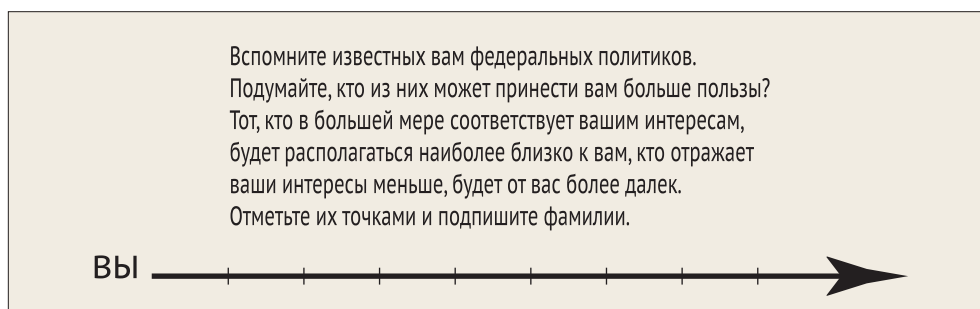 Вспомните известных вам федеральных политиков.
Подумайте, кто из них может принести вам больше пользы?
Тот, кто в большей мере соответствует вашим интересам,
будет располагаться наиболее близко к вам, кто отражает
ваши интересы меньше, будет от вас более далек.
Отметьте их точками и подпишите фамилии.
ВЫ